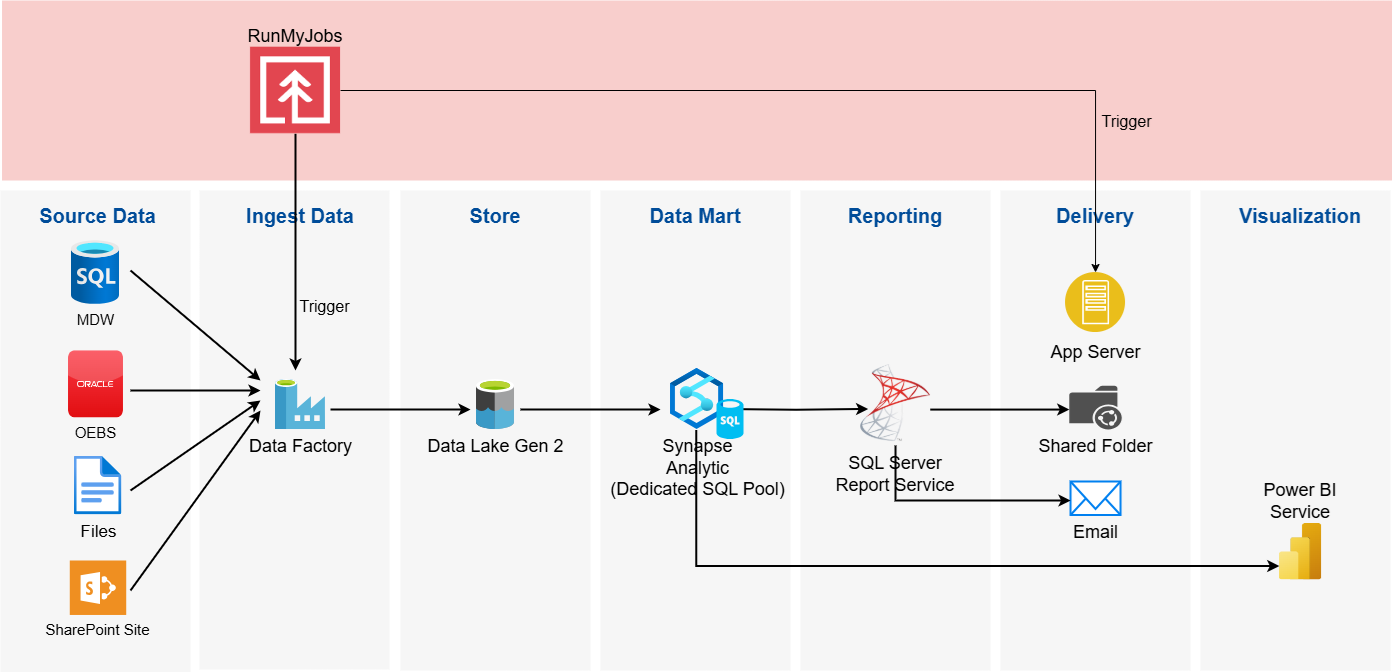 RunMyJobs
Trigger
Source Data
Ingest Data
Store
Data Mart
Reporting
Delivery
Visualization
SQL
MDW
Trigger
ORACLE
OEBS
Files
S
SharePoint Site
Data Factory
Data Lake Gen 2
SQL
Synapse
Analytic
(Dedicated SQL Pool)
SQL Server
Report Service
App Server
Shared Folder
Email
Power BI
Service